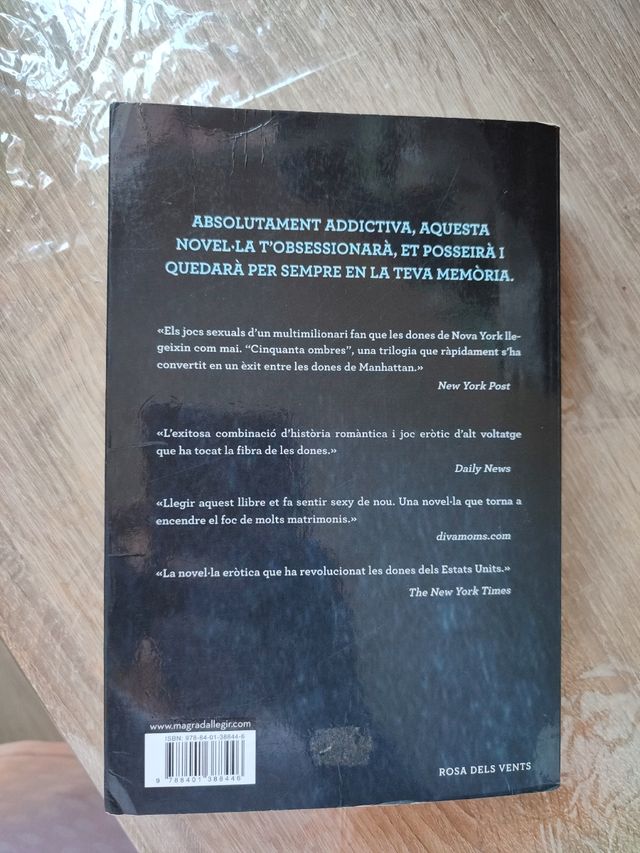 ABSOLUTAMENT ADDICTIVA, AQUESTA
NOVEL·LA T'OBSESSIONARÀ, ET POSSEIRÀ I
QUEDARÀ PER SEMPRE EN LA TEVA MEMÒRIA.
«Els jocs sexuals d'un multimilionari fan que les dones de Nova York lle-
geixin com mai. "Cinquanta ombres", una trilogia que ràpidament s'ha
convertit en un èxit entre les dones de Manhattan.»
New York Post
«L'exitosa combinació d'història romàntica i joc eròtic d'alt voltatge
que ha tocat la fibra de les dones.»
Daily News
«Llegir aquest llibre et fa sentir sexy de nou. Una novel·la que torna a
encendre el foc de molts matrimonis.»
divamoms.com
«La novel·la eròtica que ha revolucionat les dones dels Estats Units.»
The New York Times
www.magradallegir.com
ISBN: 978-84-01-38844-6
9 788401 388446
ROSA DELS VENTS